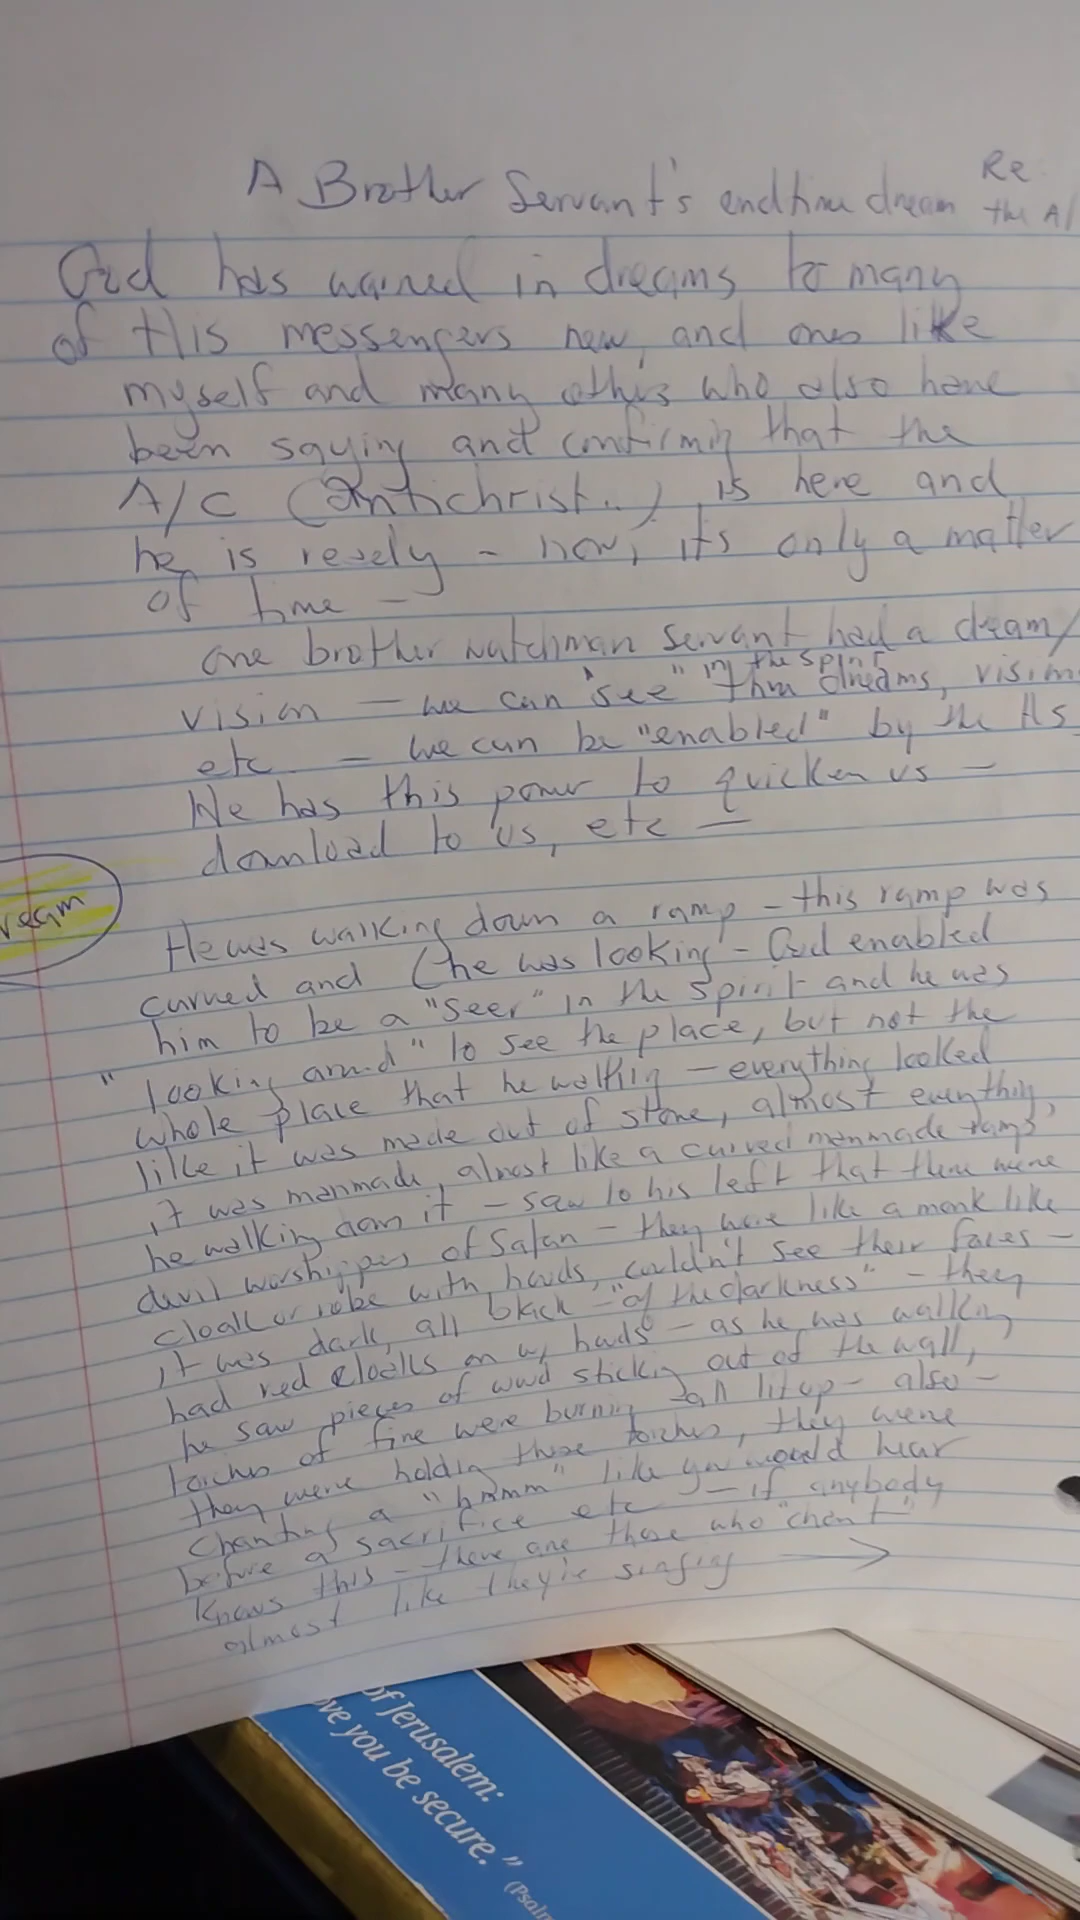 A Brother Servant's endtime dream Re
the A/
God has warned in dreams to many
of His messengers now, and ones like
myself and many others who also have
been saying and confirming that the
A/C (Antichrist..) is here and
he is ready - now, it's only a matter
of time -
one brother watchman servant had a dream/
vision - we can "see" "in the spirit" thru dreams, vision
etc - we can be "enabled" by the HS
He has this power to quicken us -
download to us, etc -
ream
He was walking down a ramp - this ramp was
curved and (he was looking - God enabled
him to be a "seer" in the spirit and he was
"looking around" to see the place, but not the
whole place that he walking - everything looked
like it was made out of stone, almost everything,
it was manmade, almost like a curved manmade ramp
he walking down it - saw to his left that there were
devil worshippers of Satan - they were like a monk like
cloak or robe with hoods, couldn't see their faces -
it was dark, all black - "of the darkness" - they
had red cloaks on w/ hoods - as he was walking
he saw pieces of wood sticking out of the wall,
torches of fire were burning - all lit up - also -
they were holding these torches, they were
chanting a "hmmm" like you would hear
before a sacrifice etc - if anybody
knows this - there are those who "chant"
almost like they're singing →
of Jerusalem:
ve you be secure."
(Psalm